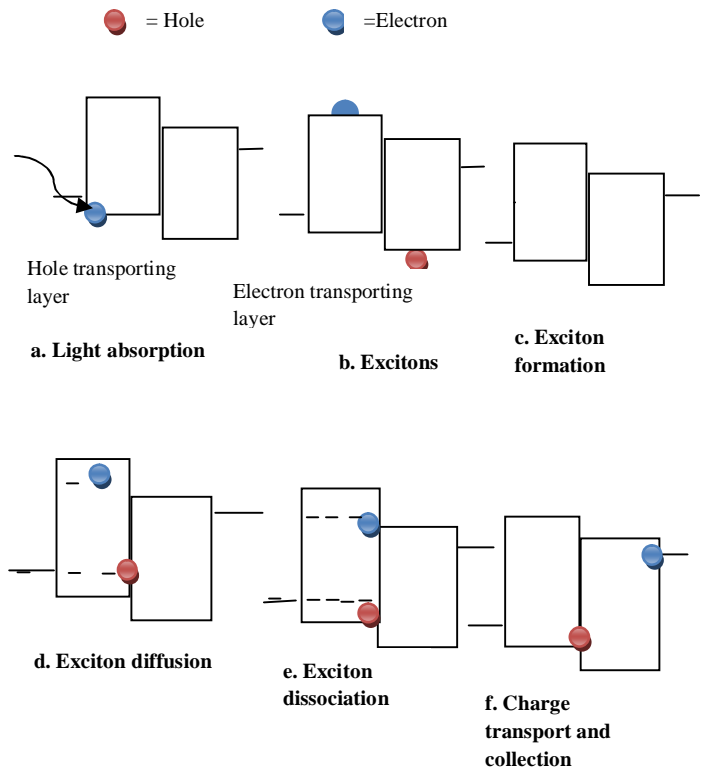 = Hole
=Electron
Hole transporting
layer
Electron transporting
layer
a. Light absorption
b. Excitons
c. Exciton
formation
d. Exciton diffusion
e. Exciton
dissociation
f. Charge
transport and
collection